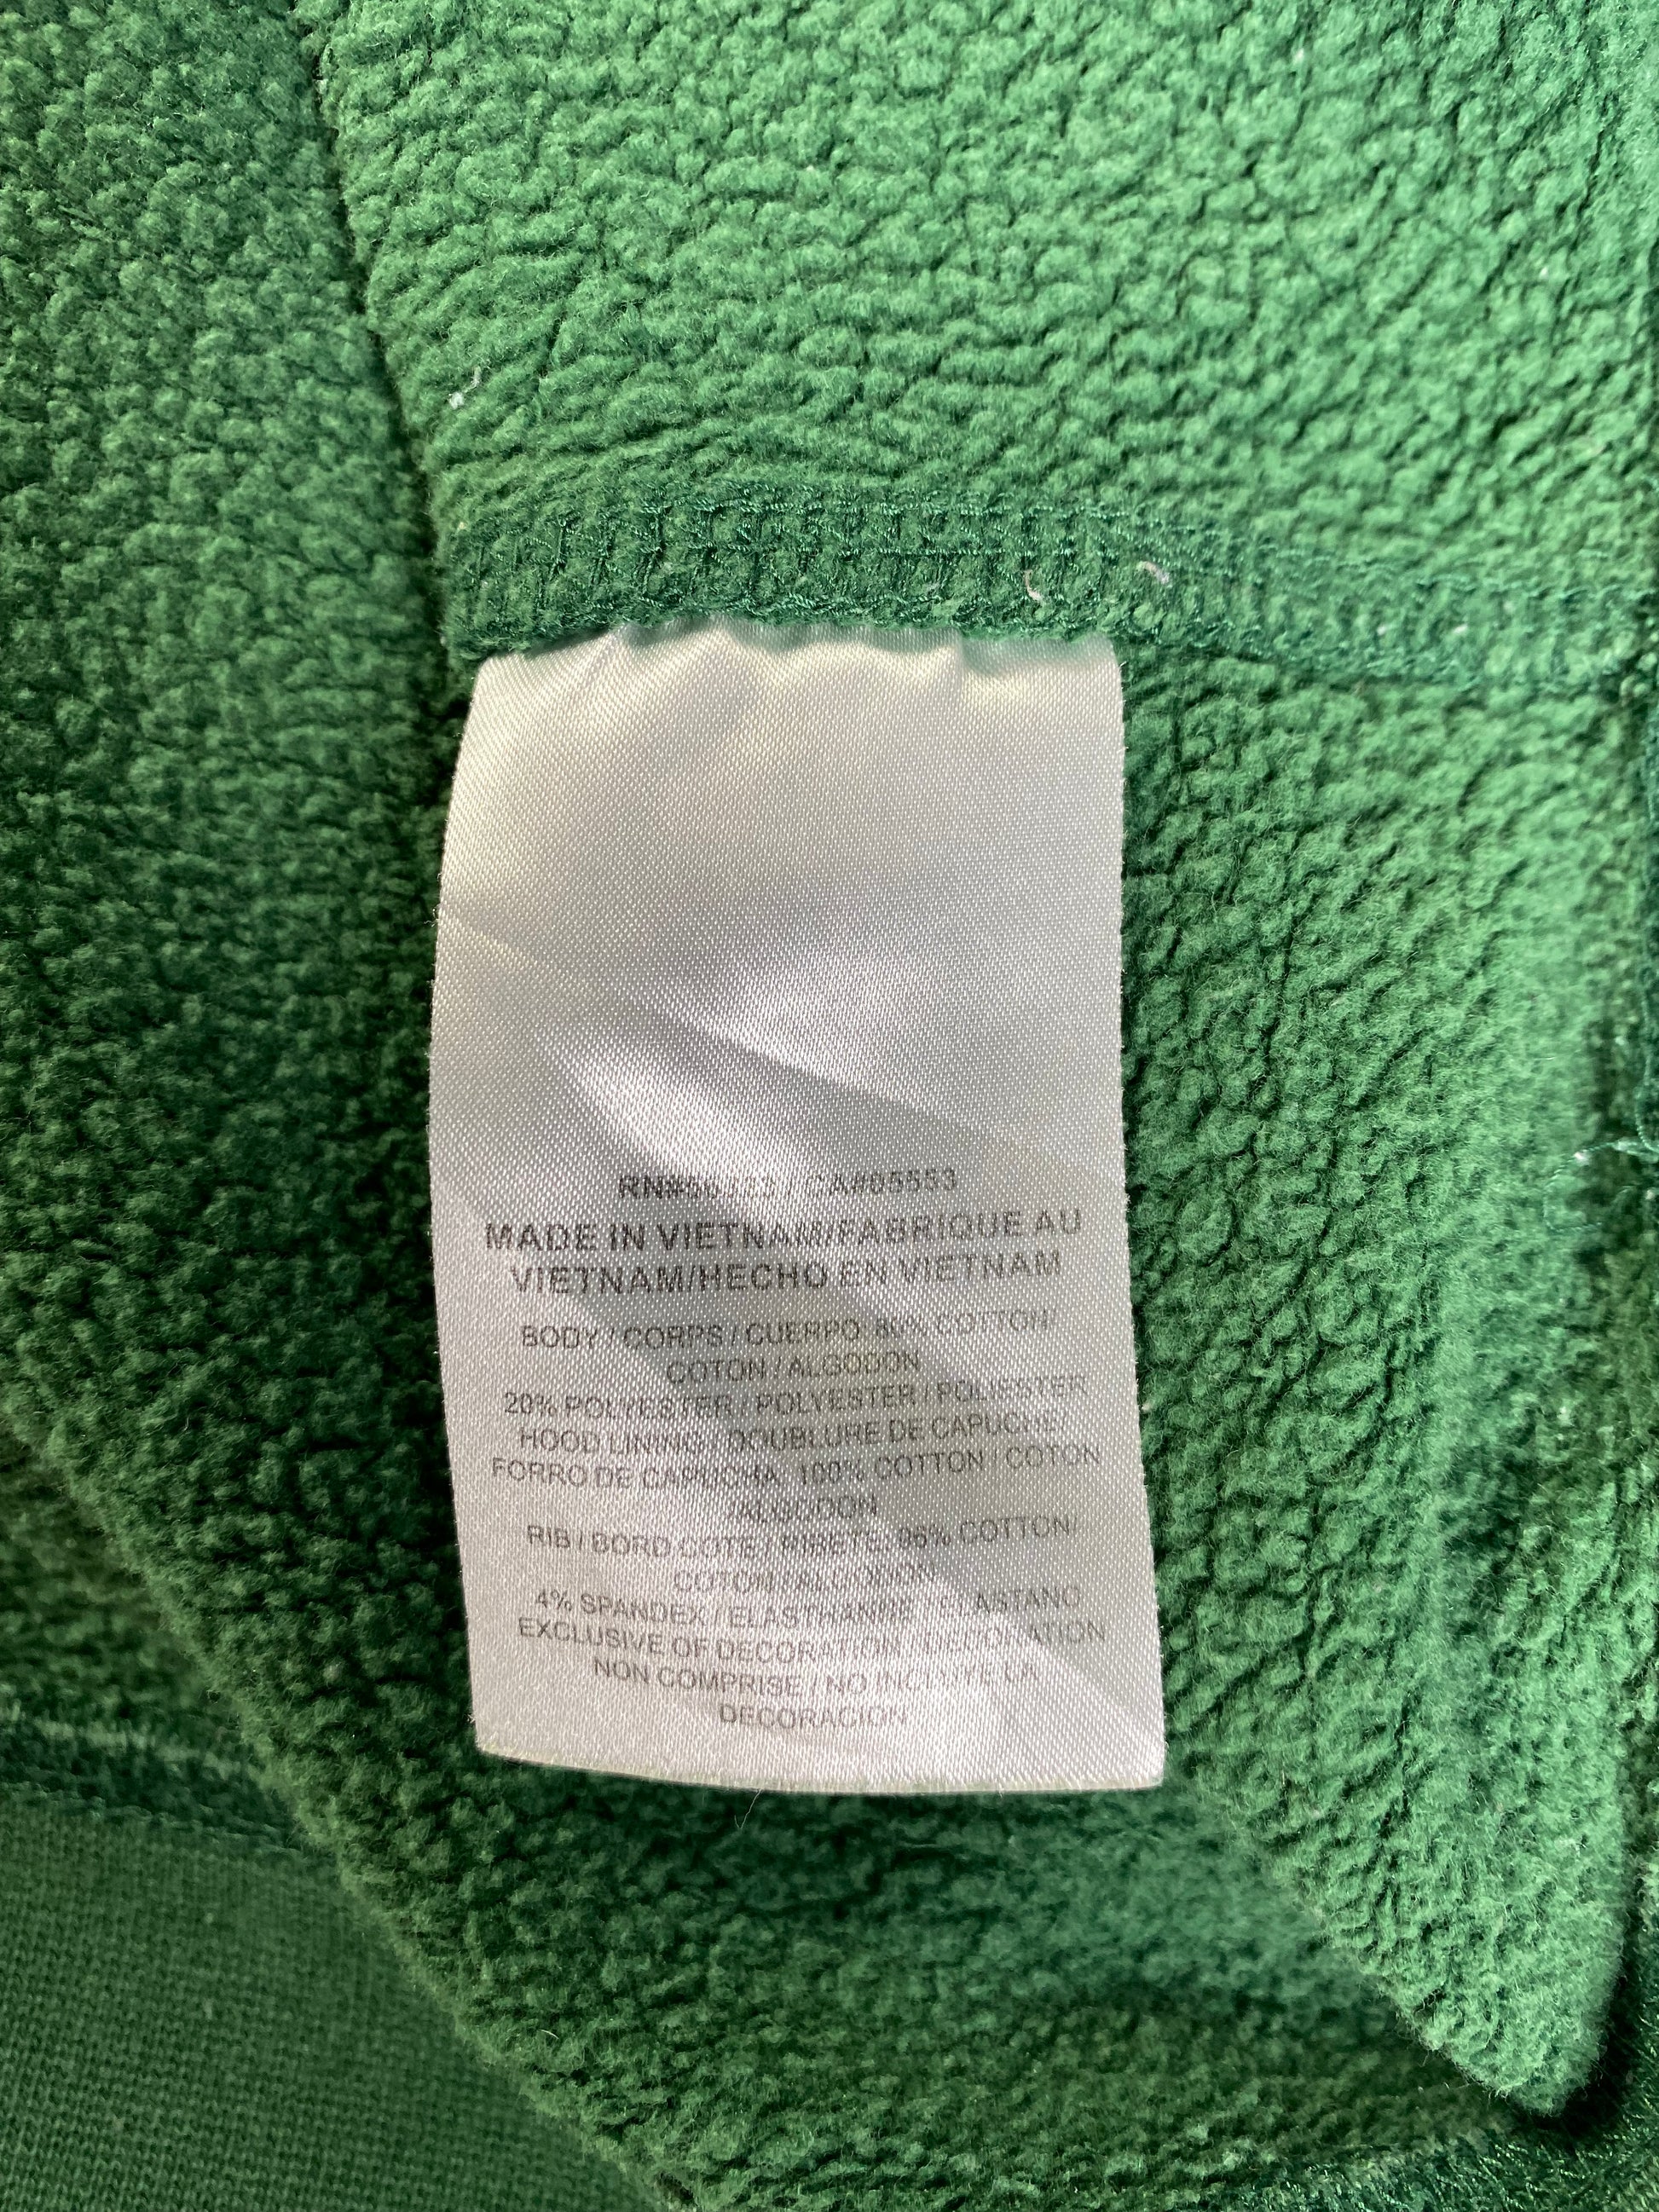 CA#05553
MADE IN VIETNAM/FABRIQUE AU
VIETNAM/HECHO EN VIETNAM
BODY / CORPS / CUERPO: 80% COTTON/
COTON / ALGODON
20% POLYESTER / POLYESTER / POLIESTER
HOOD LINING / DOUBLURE DE CAPUCHE/
FORRO DE CAPUCHA: 100% COTTON / COTON
/ALGODON
RIB / BORD COTE / RIBETE: 96% COTTON/
COTON / ALGODON
4% SPANDEX / ELASTHANNE / ELASTANO
EXCLUSIVE OF DECORATION / DECORATION
NON COMPRISE / NO INCLUYE LA
DECORACION